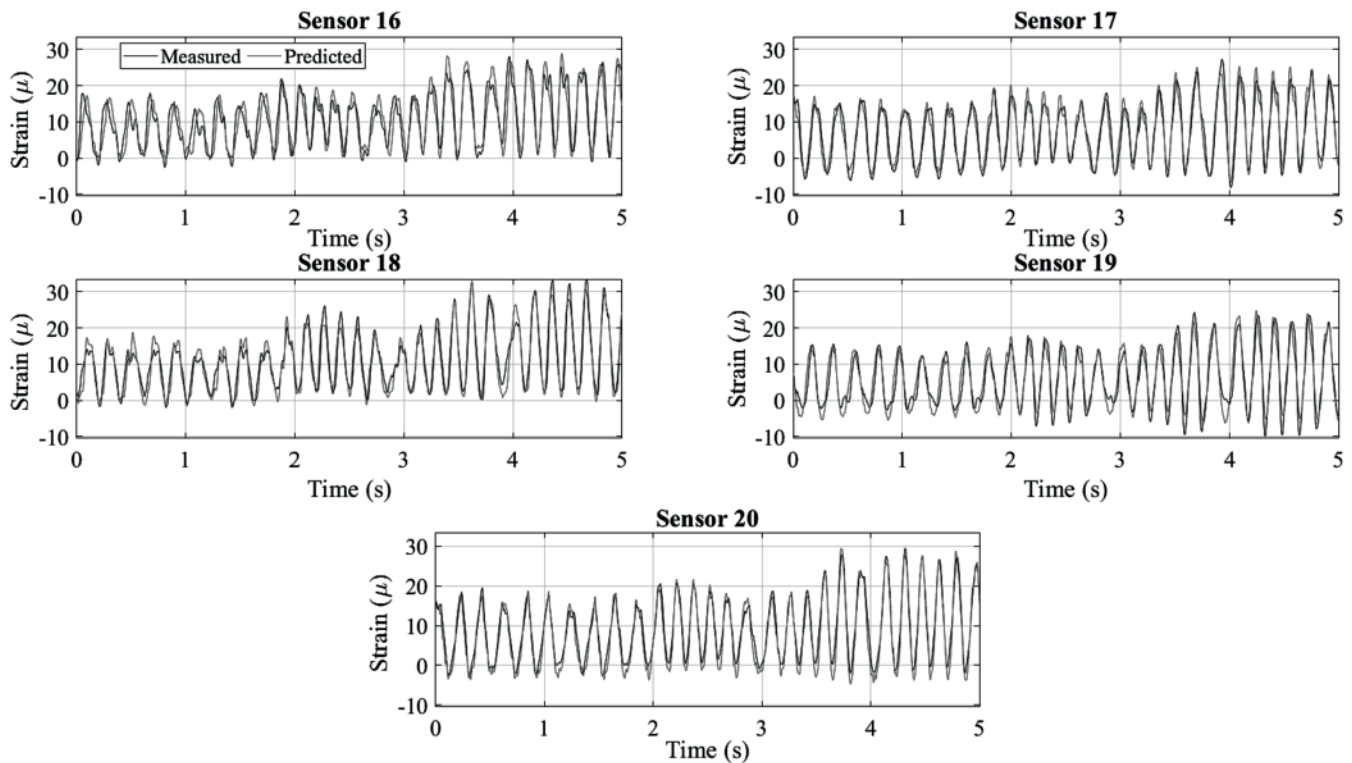 Sensor 16
Measured Predicted
Strain (μ)
30
20
10
0
-10
0 1 2 3 4 5
Time (s)
Sensor 17
Strain (μ)
30
20
10
0
-10
0 1 2 3 4 5
Time (s)
Sensor 18
Strain (μ)
30
20
10
0
-10
0 1 2 3 4 5
Time (s)
Sensor 19
Strain (μ)
30
20
10
0
-10
0 1 2 3 4 5
Time (s)
Sensor 20
Strain (μ)
30
20
10
0
-10
0 1 2 3 4 5
Time (s)